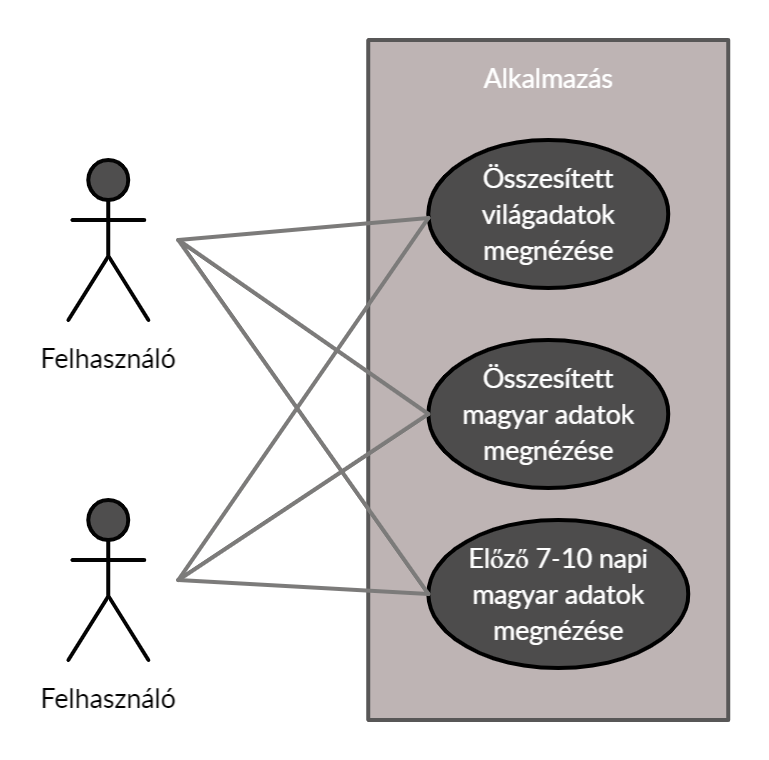 Alkalmazás
Összesített
világadatok
megnézése
Felhasználó
Összesített
magyar adatok
megnézése
Előző 7-10 napi
magyar adatok
megnézése
Felhasználó